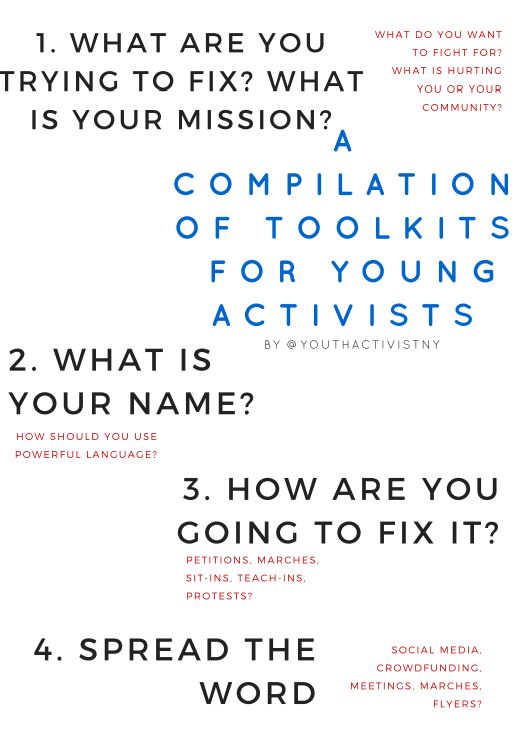 1. WHAT ARE YOU
TRYING TO FIX? WHAT
IS YOUR MISSION?
WHAT DO YOU WANT
TO FIGHT FOR?
WHAT IS HURTING
YOU OR YOUR
COMMUNITY?
A
COMPILATION
OF TOOLKITS
FOR YOUNG
ACTIVISTS
BY @YOUTHACTIVISTNY
2. WHAT IS
YOUR NAME?
HOW SHOULD YOU USE
POWERFUL LANGUAGE?
3. HOW ARE YOU
GOING TO FIX IT?
PETITIONS, MARCHES,
SIT-INS, TEACH-INS,
PROTESTS?
4. SPREAD THE
WORD
SOCIAL MEDIA,
CROWDFUNDING,
MEETINGS, MARCHES,
FLYERS?